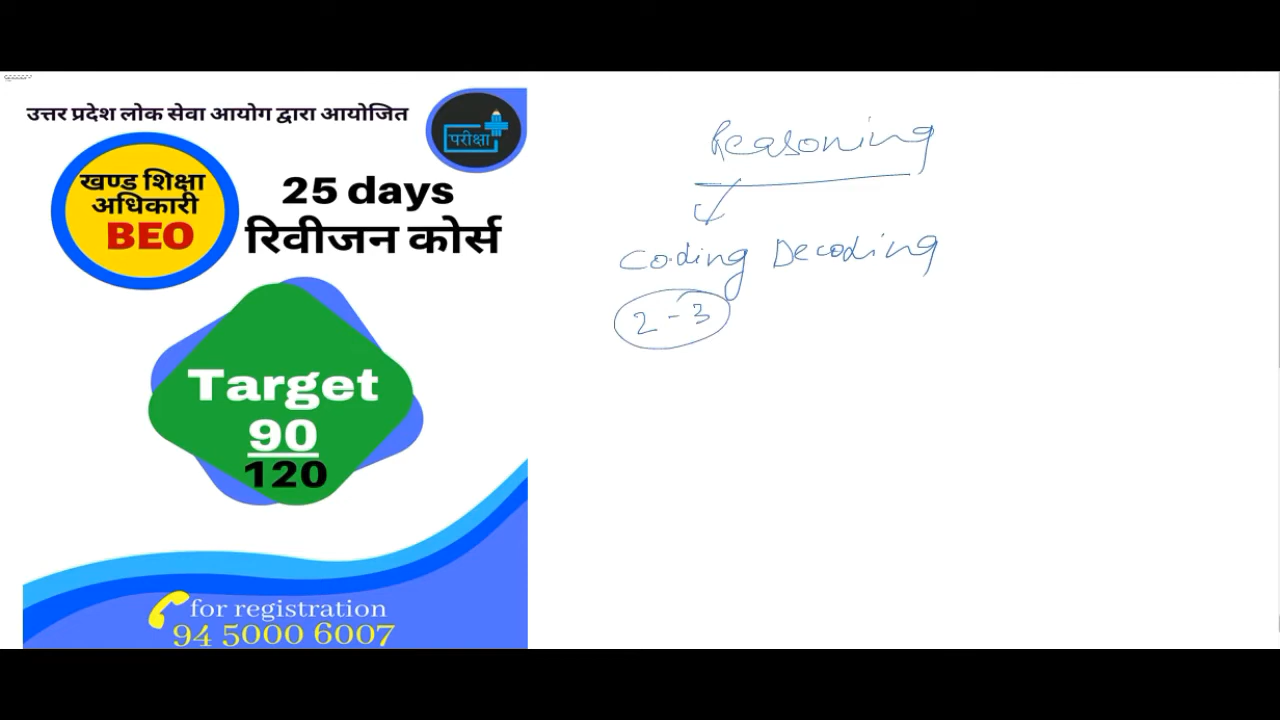 उत्तर प्रदेश लोक सेवा आयोग द्वारा आयोजित
परीक्षा
खण्ड शिक्षा
अधिकारी
BEO
25 days
रिवीजन कोर्स
Target
90
120
for registration
94 5000 6007
Reasoning
Coding Decoding
2-3